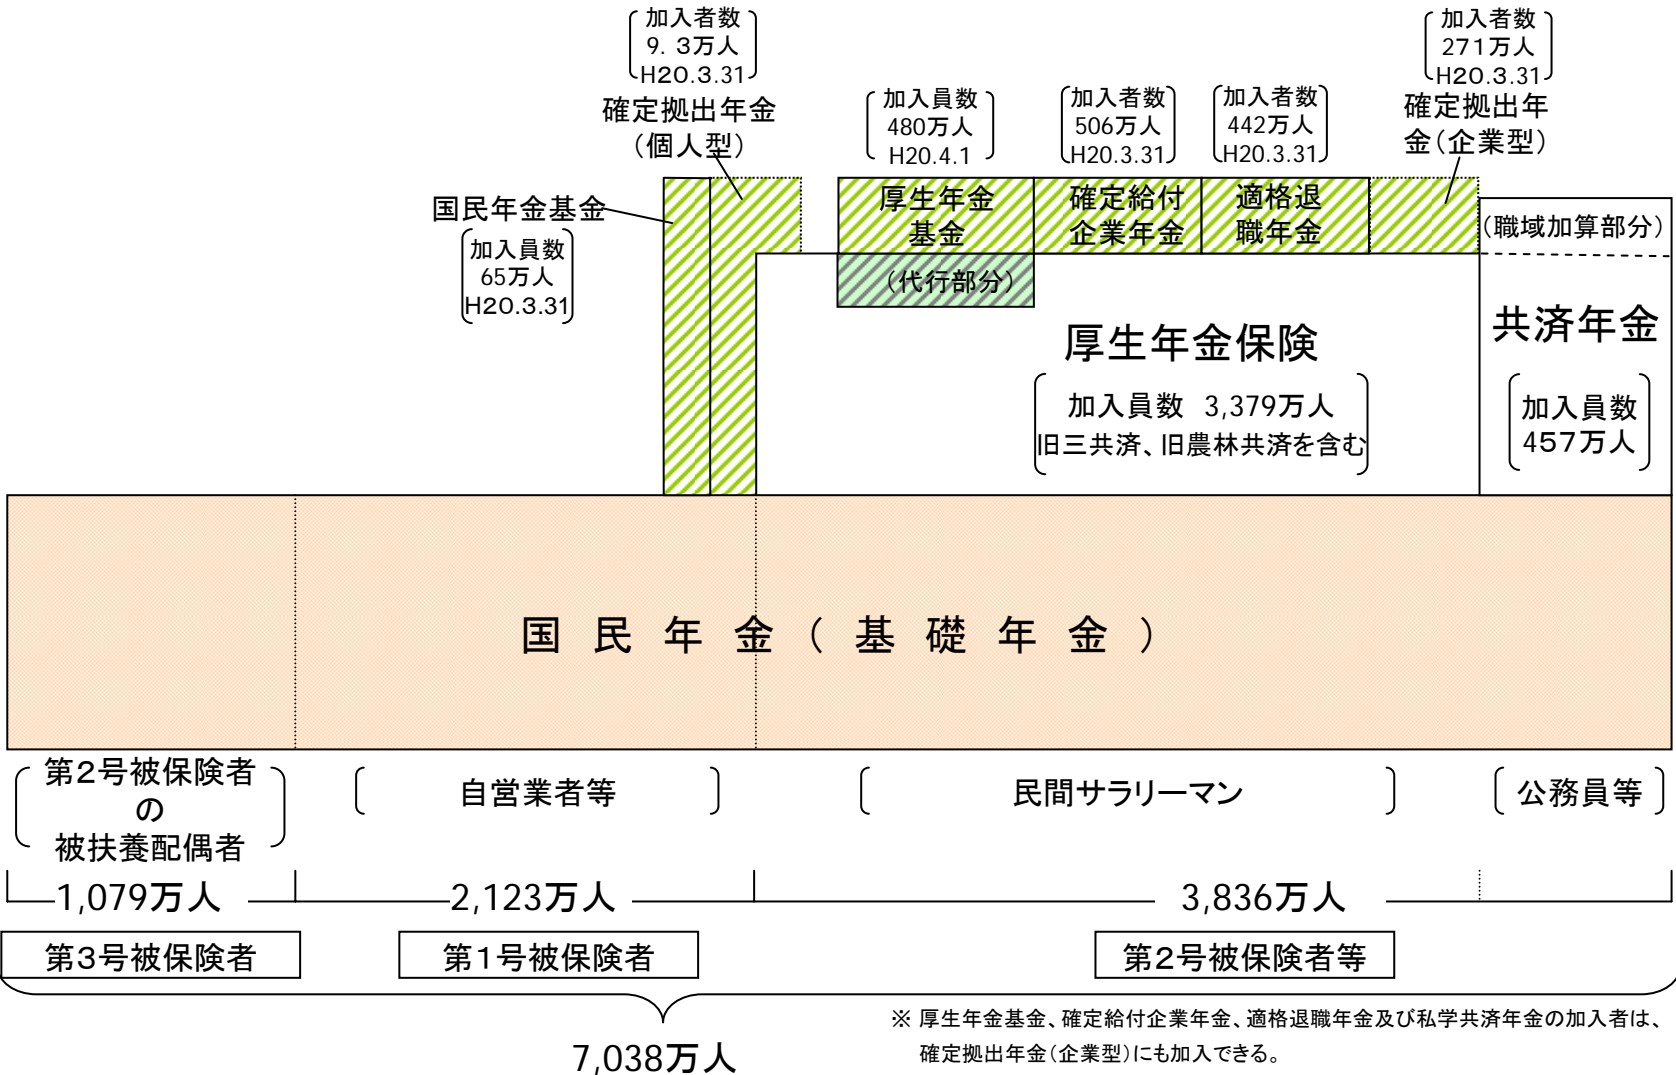 加入者数
9. 3万人
H20.3.31
確定拠出年金
(個人型)
加入員数
480万人
H20.4.1
加入者数
506万人
H20.3.31
加入者数
442万人
H20.3.31
加入者数
271万人
H20.3.31
確定拠出年
金(企業型)
国民年金基金
加入員数
65万人
H20.3.31
厚生年金
基金
確定給付
企業年金
適格退
職年金
(職域加算部分)
(代行部分)
厚生年金保険
加入員数 3,379万人
旧三共済、旧農林共済を含む
共済年金
加入員数
457万人
国民年金(基礎年金)
第2号被保険者
の
被扶養配偶者
自営業者等
民間サラリーマン
公務員等
1,079万人
2,123万人
3,836万人
第3号被保険者
第1号被保険者
第2号被保険者等
7,038万人
※ 厚生年金基金、確定給付企業年金、適格退職年金及び私学共済年金の加入者は、
確定拠出年金(企業型)にも加入できる。